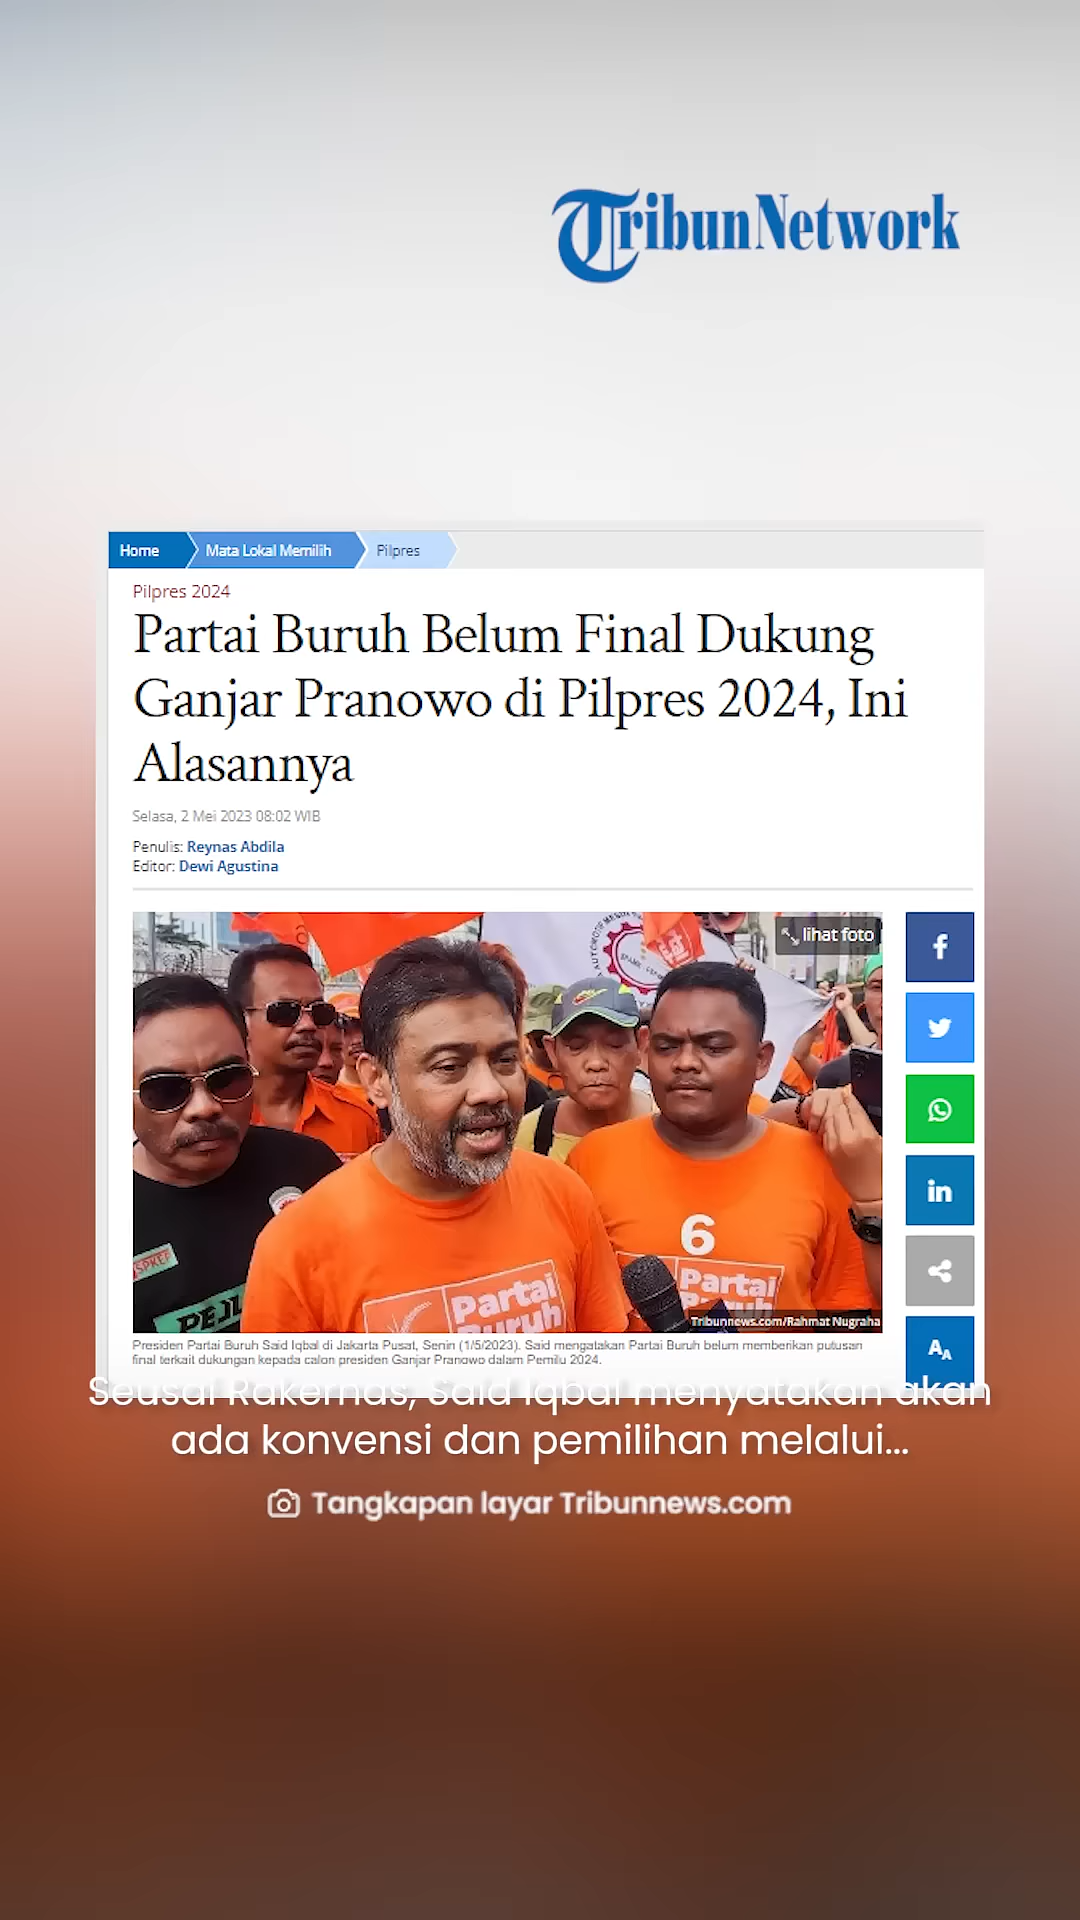 TribunNetwork
Home
Mata Lokal Memilih
Pilpres
Pilpres 2024
Partai Buruh Belum Final Dukung
Ganjar Pranowo di Pilpres 2024, Ini
Alasannya
Selasa, 2 Mei 2023 08:02 WIB
Penulis: Reynas Abdila
Editor: Dewi Agustina
lihat foto
SPKEP
6
Partai
Buruh
Partai
Buruh
Tribunnews.com/Rahmat Nugraha
Presiden Partai Buruh Said Iqbal di Jakarta Pusat, Senin (1/5/2023). Said mengatakan Partai Buruh belum memberikan putusan
final terkait dukungan kepada calon presiden Ganjar Pranowo dalam Pemilu 2024.
Seusai Rakernas, Said Iqbal menyatakan akan
ada konvensi dan pemilihan melalui...
Tangkapan layar Tribunnews.com